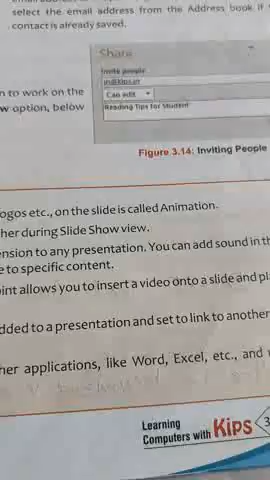 select the email address from the Address book if
contact is already saved.
Share
Invite people
in@kips.in
n to work on the
Can edit
w option, below
Reading Tips for Student
Figure 3.14: Inviting People
ogos etc., on the slide is called Animation.
her during Slide Show view.
ension to any presentation. You can add sound in th
e to specific content.
int allows you to insert a video onto a slide and pl
dded to a presentation and set to link to another
her applications, like Word, Excel, etc., and
Learning
Computers with Kips
3